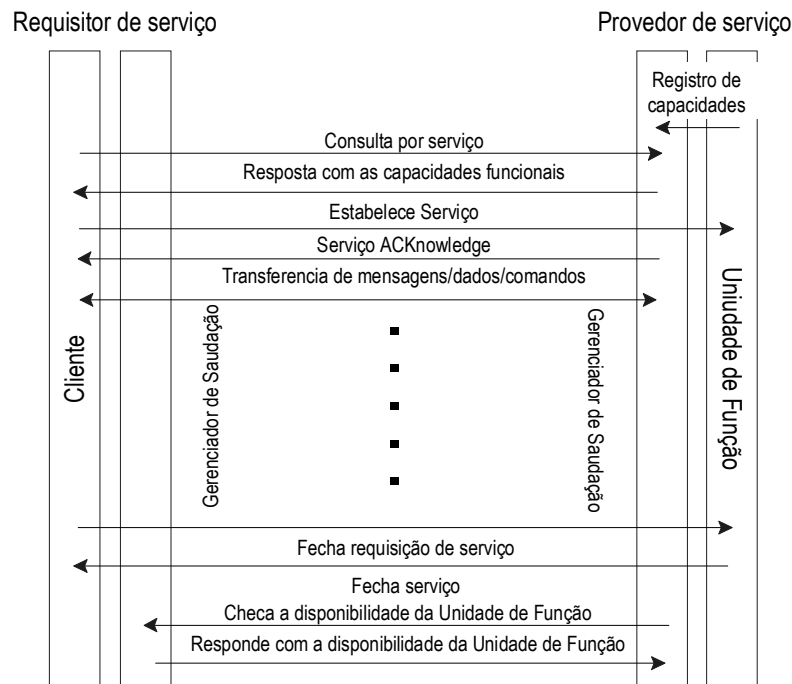 Requisitor de serviço
Provedor de serviço
Registro de
capacidades
Consulta por serviço
Resposta com as capacidades funcionais
Estabelece Serviço
Serviço ACKnowledge
Transferencia de mensagens/dados/comandos
Cliente
Gerenciador de Saudação
Gerenciador de Saudação
Uniudade de Função
Fecha requisição de serviço
Fecha serviço
Checa a disponibilidade da Unidade de Função
Responde com a disponibilidade da Unidade de Função